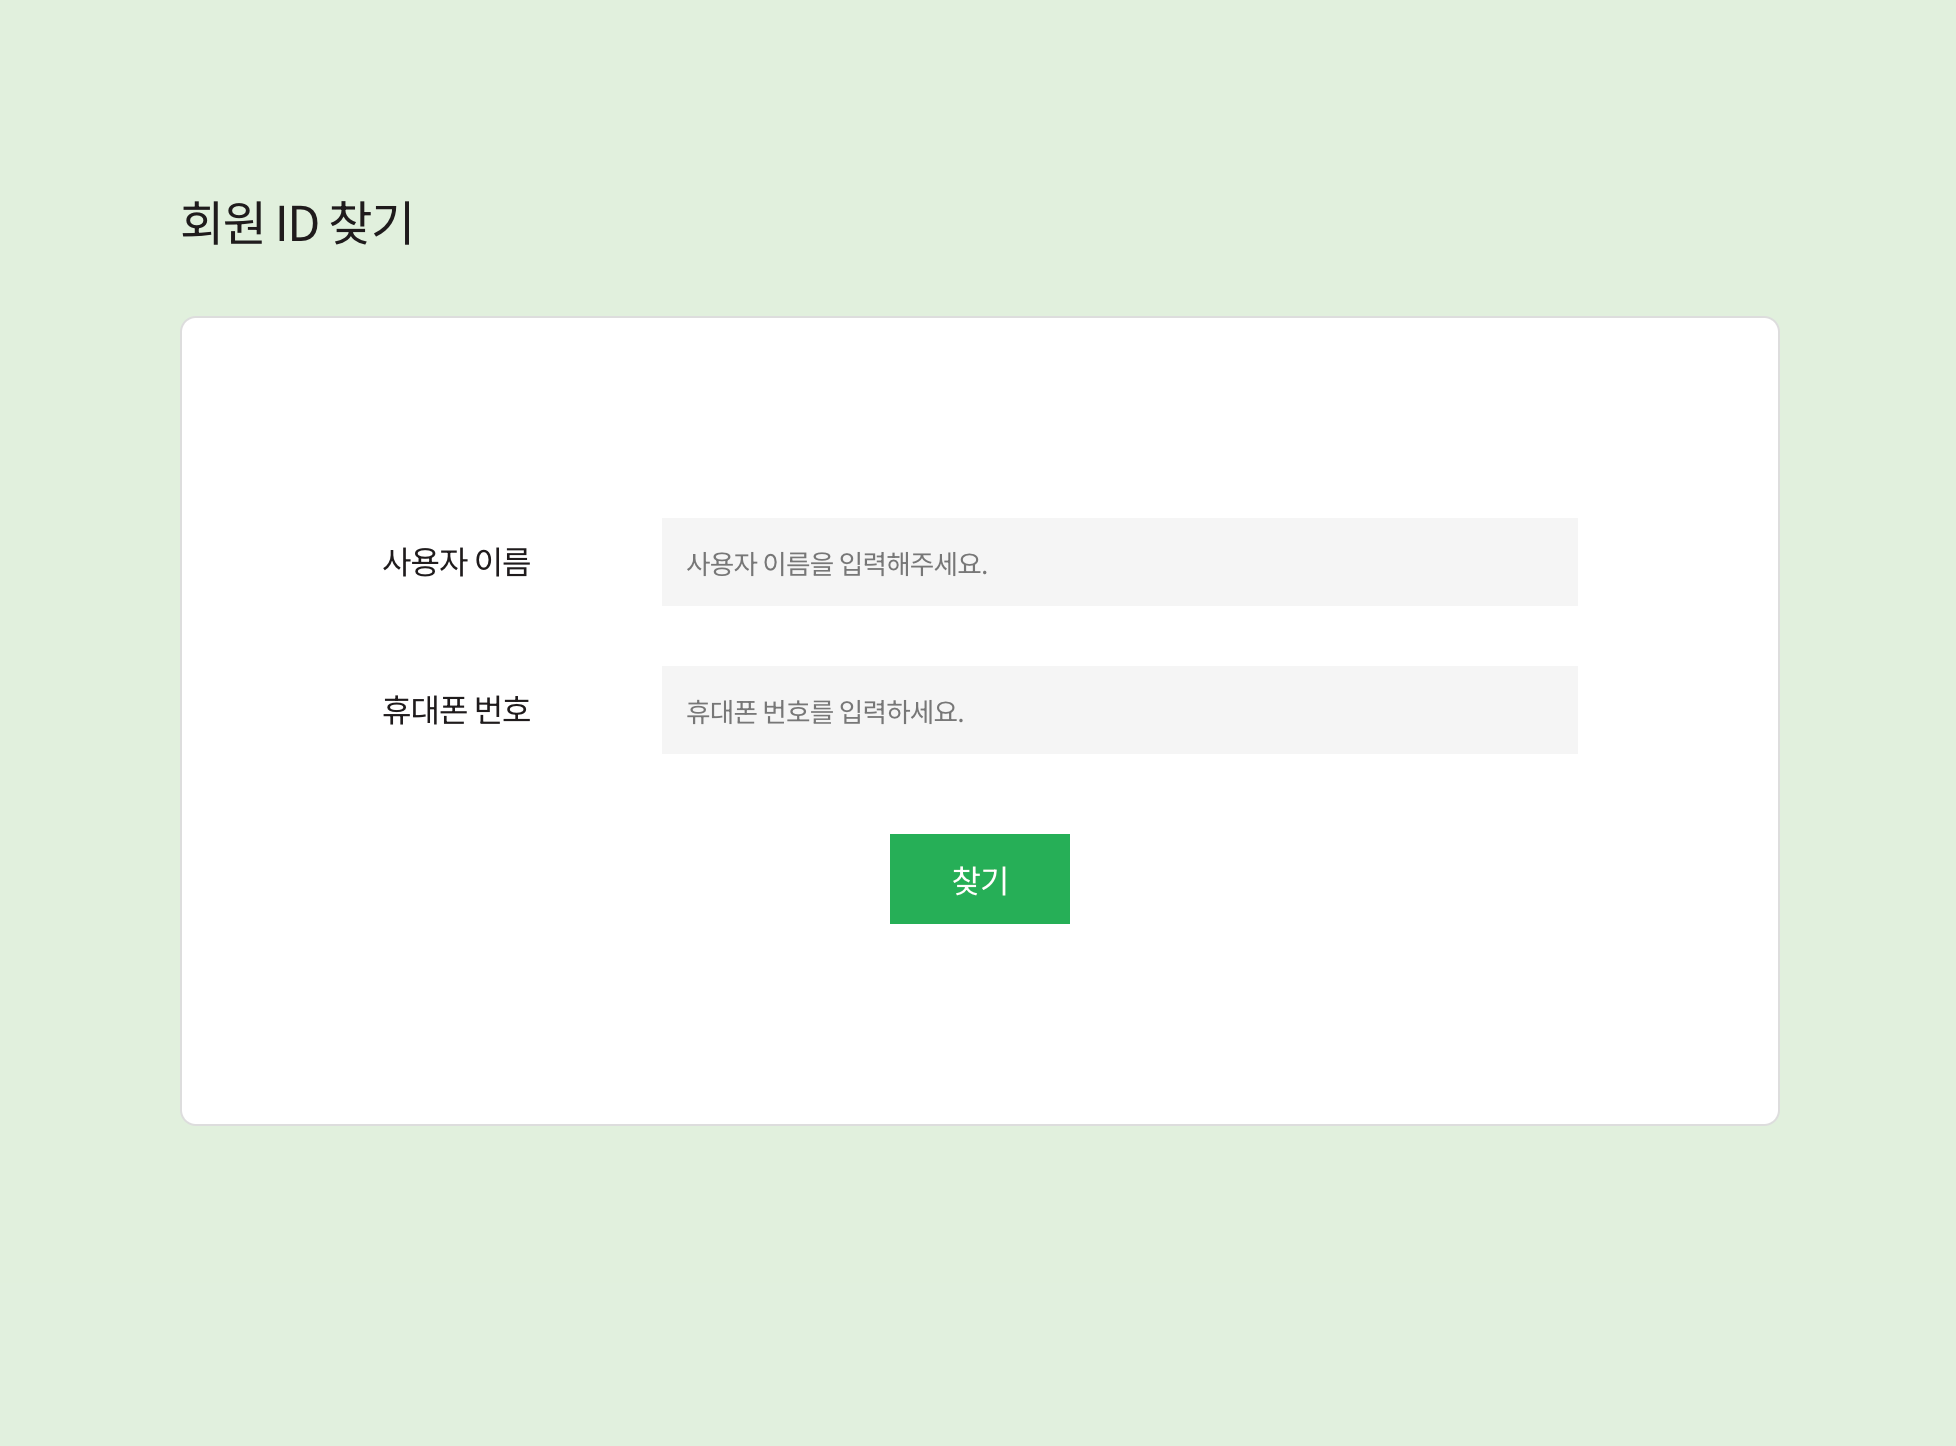 회원 ID 찾기
사용자 이름
사용자 이름을 입력해주세요.
휴대폰 번호
휴대폰 번호를 입력하세요.
찾기